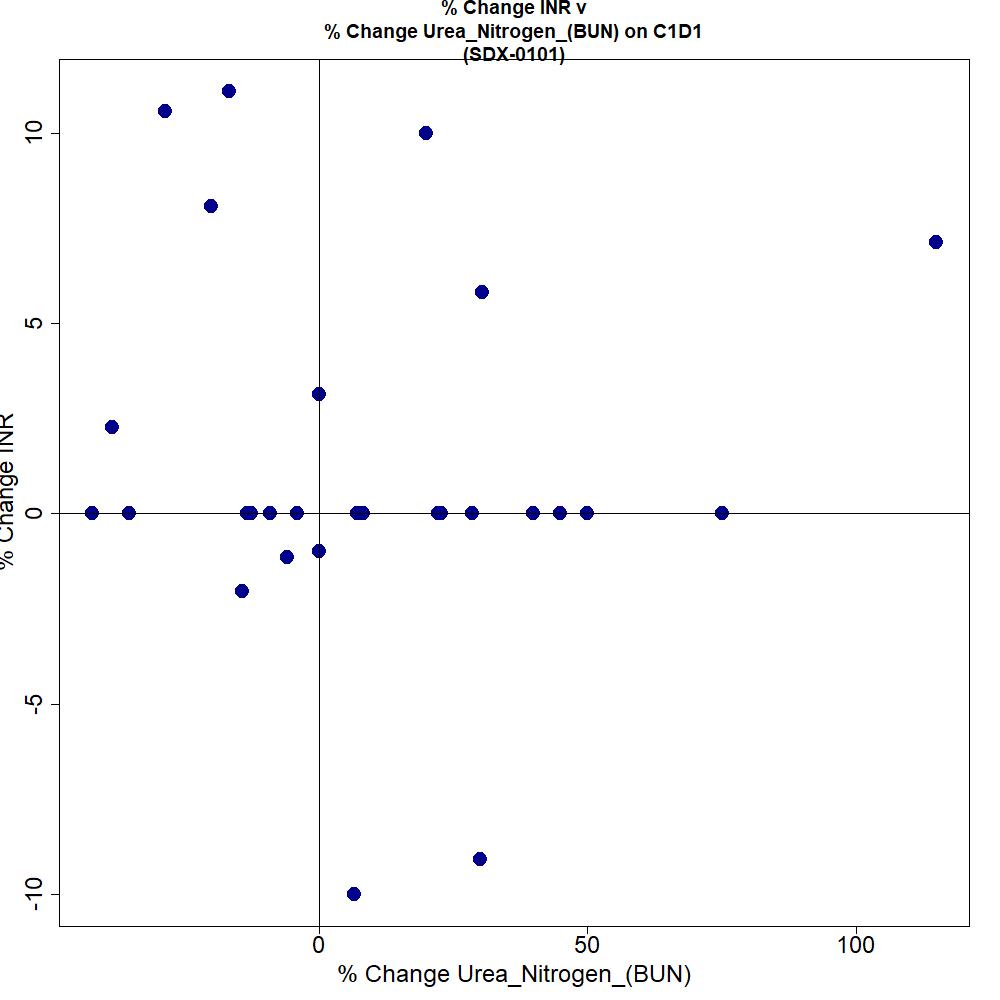 % Change INR v
% Change Urea_Nitrogen_(BUN) on C1D1
(SDX-0101)
10
5
0
-5
-10
% Change INR
0 50 100
% Change Urea_Nitrogen_(BUN)